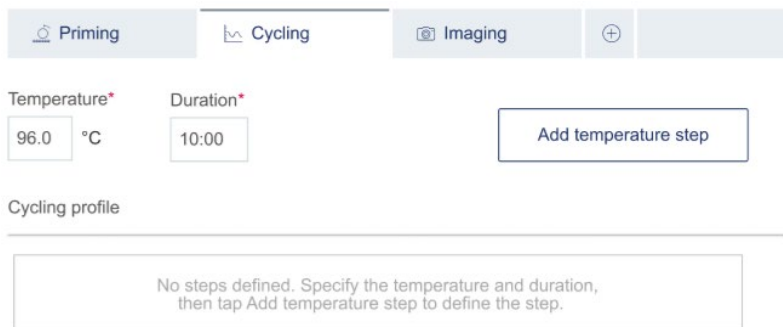 Priming Cycling Imaging
Temperature* Duration*
96.0 °C 10:00 Add temperature step
Cycling profile
No steps defined. Specify the temperature and duration,
then tap Add temperature step to define the step.